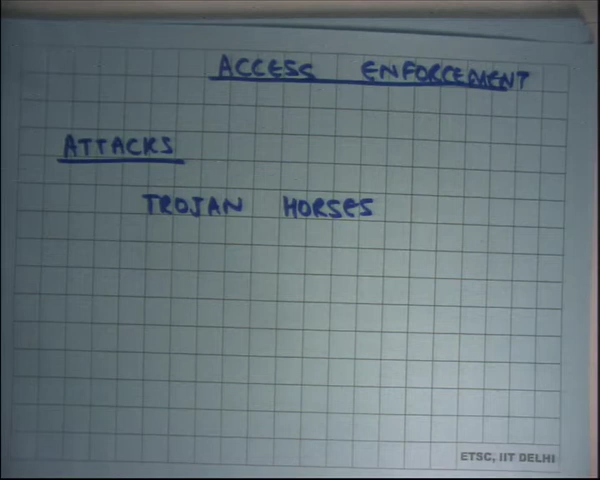 ACCESS ENFORCEMENT
ATTACKS
TROJAN HORSES
ETSC, IIT DELHI